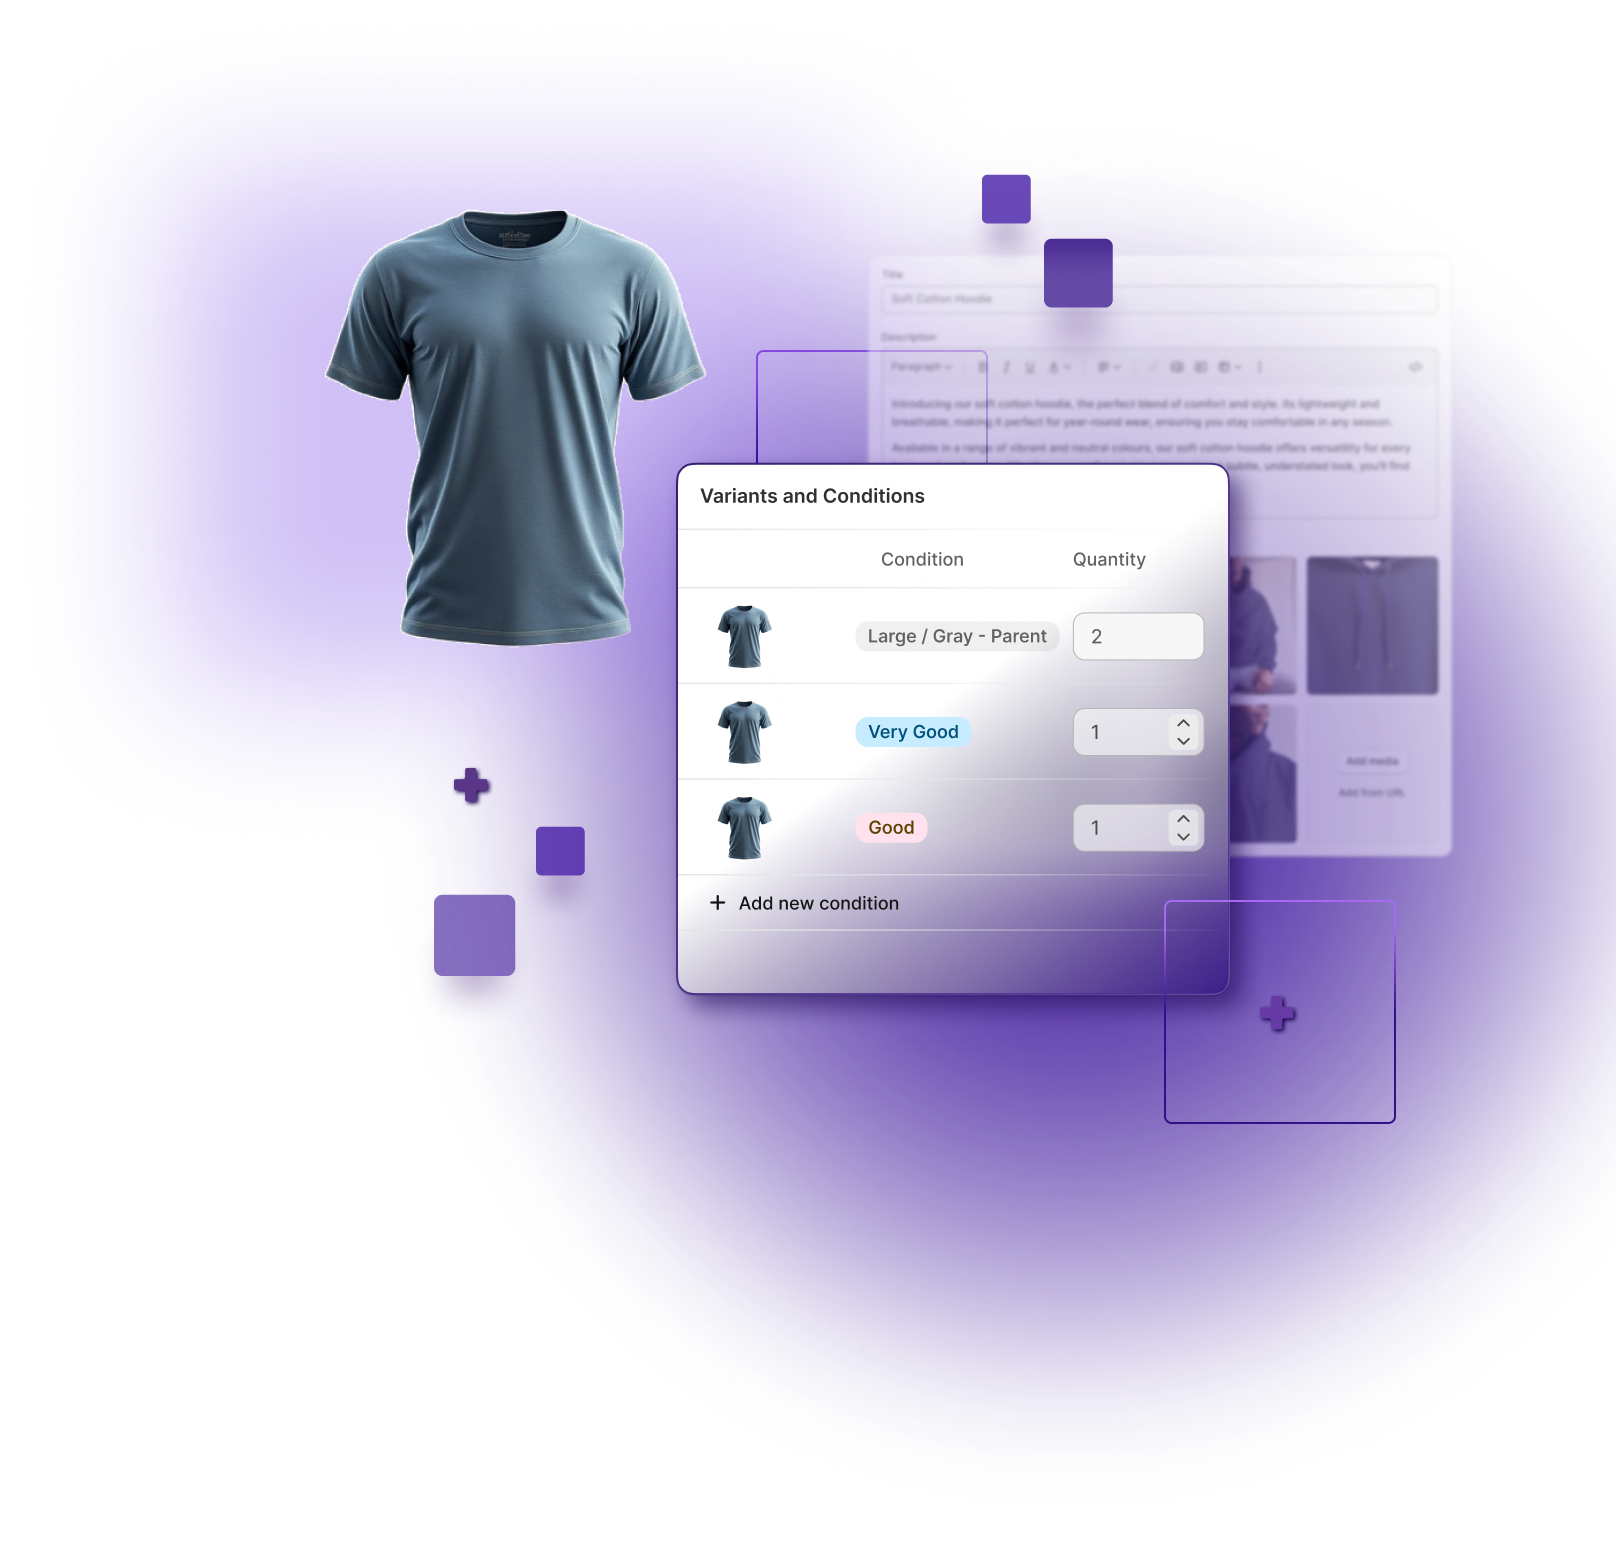 Title
Soft Cotton Hoodie
Description
Paragraph
Introducing our soft cotton hoodie, the perfect blend of comfort and style. Its lightweight and
breathable, making it perfect for year-round wear, ensuring you stay comfortable in any season.
Available in a range of vibrant and neutral colours, our soft cotton hoodie offers versatility for every
subtle, understated look, you'll find
Variants and Conditions
Condition Quantity
Large / Gray - Parent 2
Very Good 1
Good 1
Add new condition
Add media
Add from URL